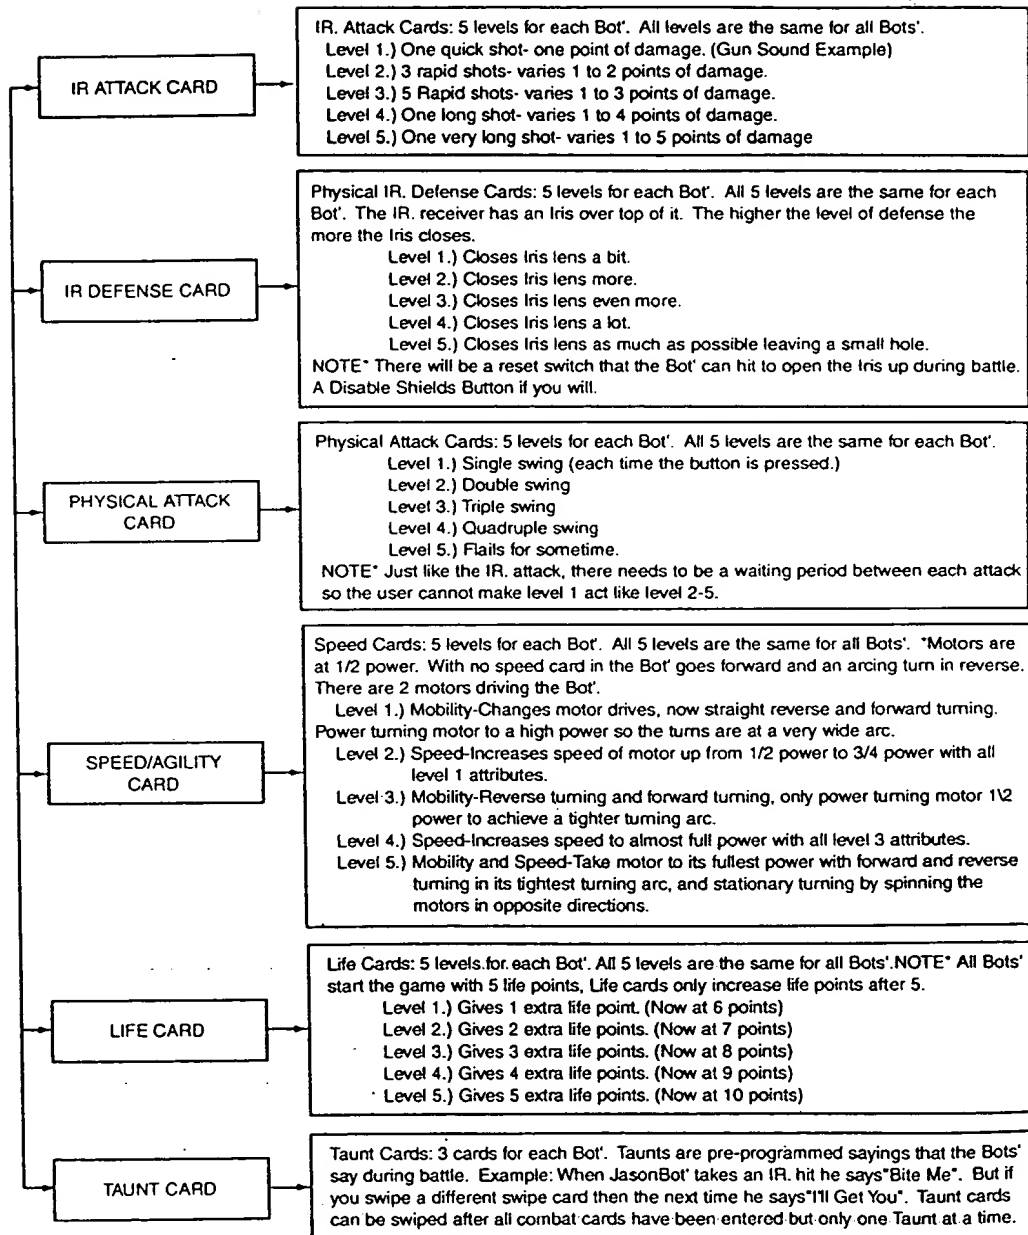 IR ATTACK CARD
IR. Attack Cards: 5 levels for each Bot'. All levels are the same for all Bots'.
Level 1.) One quick shot- one point of damage. (Gun Sound Example)
Level 2.) 3 rapid shots- varies 1 to 2 points of damage.
Level 3.) 5 Rapid shots- varies 1 to 3 points of damage.
Level 4.) One long shot- varies 1 to 4 points of damage.
Level 5.) One very long shot- varies 1 to 5 points of damage
IR DEFENSE CARD
Physical IR. Defense Cards: 5 levels for each Bot'. All 5 levels are the same for each
Bot'. The IR. receiver has an Iris over top of it. The higher the level of defense the
more the Iris closes.
Level 1.) Closes Iris lens a bit.
Level 2.) Closes Iris lens more.
Level 3.) Closes Iris lens even more.
Level 4.) Closes Iris lens a lot.
Level 5.) Closes Iris lens as much as possible leaving a small hole.
NOTE* There will be a reset switch that the Bot' can hit to open the Iris up during battle.
A Disable Shields Button if you will.
PHYSICAL ATTACK
CARD
Physical Attack Cards: 5 levels for each Bot'. All 5 levels are the same for each Bot'.
Level 1.) Single swing (each time the button is pressed.)
Level 2.) Double swing
Level 3.) Triple swing
Level 4.) Quadruple swing
Level 5.) Flails for sometime.
NOTE* Just like the IR. attack, there needs to be a waiting period between each attack
so the user cannot make level 1 act like level 2-5.
SPEED/AGILITY
CARD
Speed Cards: 5 levels for each Bot'. All 5 levels are the same for all Bots'. *Motors are
at 1/2 power. With no speed card in the Bot' goes forward and an arcing turn in reverse.
There are 2 motors driving the Bot'.
Level 1.) Mobility-Changes motor drives, now straight reverse and forward turning.
Power turning motor to a high power so the turns are at a very wide arc.
Level 2.) Speed-Increases speed of motor up from 1/2 power to 3/4 power with all
level 1 attributes.
Level 3.) Mobility-Reverse turning and forward turning, only power turning motor 1\2
power to achieve a tighter turning arc.
Level 4.) Speed-Increases speed to almost full power with all level 3 attributes.
Level 5.) Mobility and Speed-Take motor to its fullest power with forward and reverse
turning in its tightest turning arc, and stationary turning by spinning the
motors in opposite directions.
LIFE CARD
Life Cards: 5 levels for each Bot'. All 5 levels are the same for all Bots'.NOTE* All Bots'
start the game with 5 life points, Life cards only increase life points after 5.
Level 1.) Gives 1 extra life point. (Now at 6 points)
Level 2.) Gives 2 extra life points. (Now at 7 points)
Level 3.) Gives 3 extra life points. (Now at 8 points)
Level 4.) Gives 4 extra life points. (Now at 9 points)
Level 5.) Gives 5 extra life points. (Now at 10 points)
TAUNT CARD
Taunt Cards: 3 cards for each Bot'. Taunts are pre-programmed sayings that the Bots'
say during battle. Example: When JasonBot' takes an IR. hit he says"Bite Me". But if
you swipe a different swipe card then the next time he says"I'll Get You". Taunt cards
can be swiped after all combat cards have been entered but only one Taunt at a time.